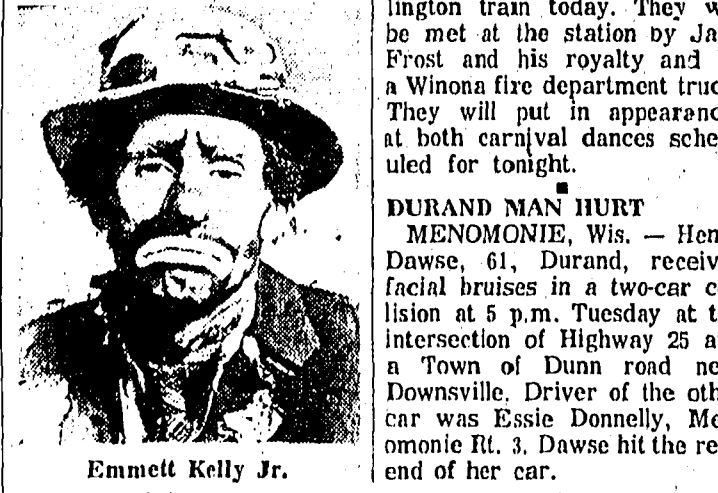 Emmett Kelly Jr.
lington train today. They w
be met at the station by Ja
Frost and his royalty and
a Winona fire department truc
They will put in appearanc
at both carnival dances sche
uled for tonight.
DURAND MAN HURT
MENOMONIE, Wis. — Hen
Dawse, 61, Durand, receiv
facial bruises in a two-car c
lision at 5 p.m. Tuesday at t
intersection of Highway 25 a
a Town of Dunn road ne
Downsville. Driver of the oth
car was Essie Donnelly, Me
omonie Rt. 3. Dawse hit the re
end of her car.